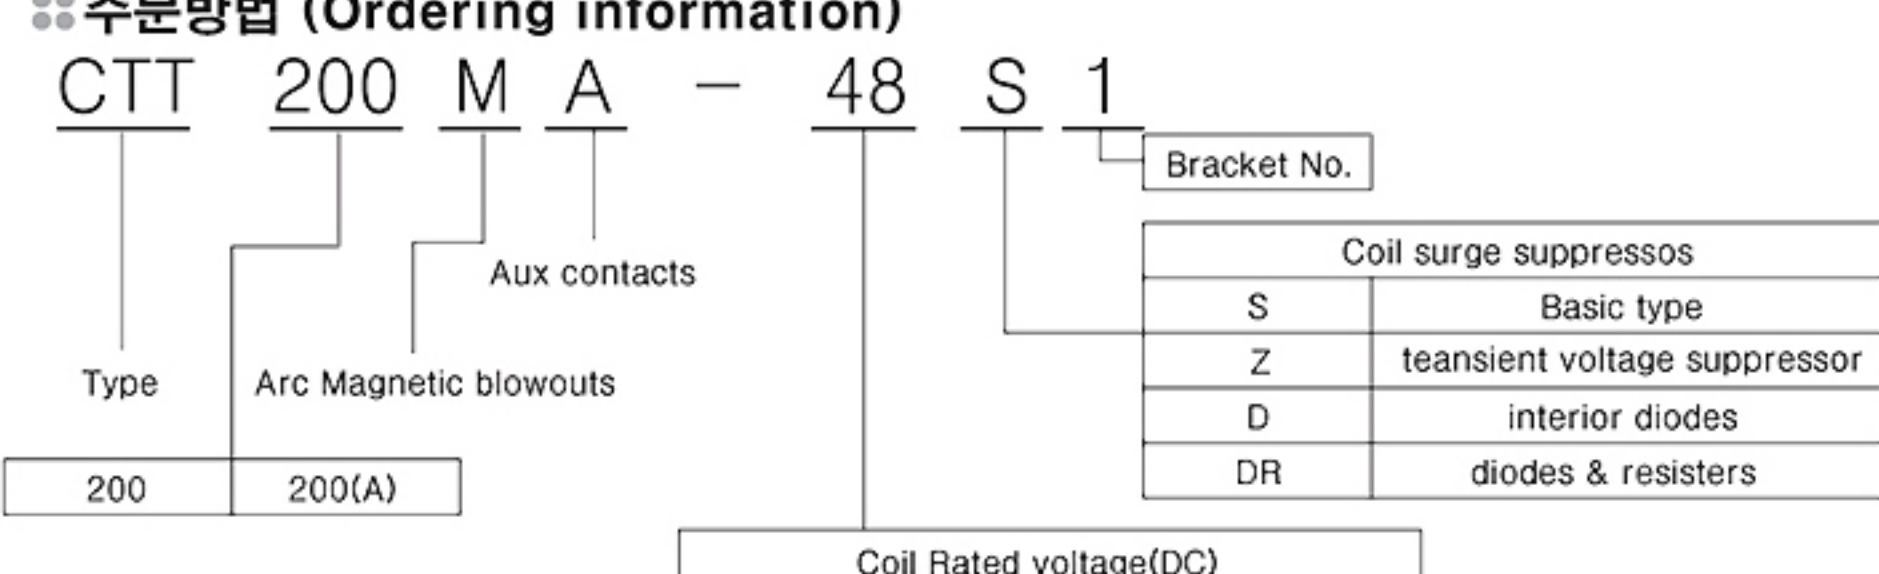 주문방법 (Ordering information)
CTT 200 M A - 48 S 1
Bracket No.
Coil surge suppressos
S Basic type
Z teansient voltage suppressor
D interior diodes
DR diodes & resisters
Aux contacts
Type
Arc Magnetic blowouts
200 200(A)
Coil Rated voltage(DC)